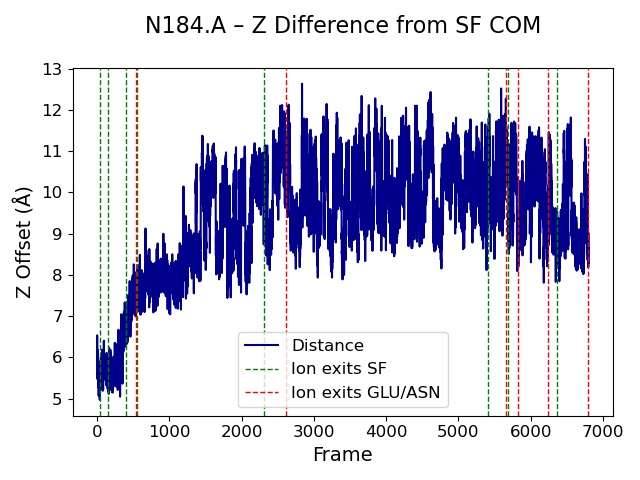 N184.A – Z Difference from SF COM
13
12
11
10
9
8
7
6
5
Z Offset (Å)
Distance
Ion exits SF
Ion exits GLU/ASN
0 1000 2000 3000 4000 5000 6000 7000
Frame